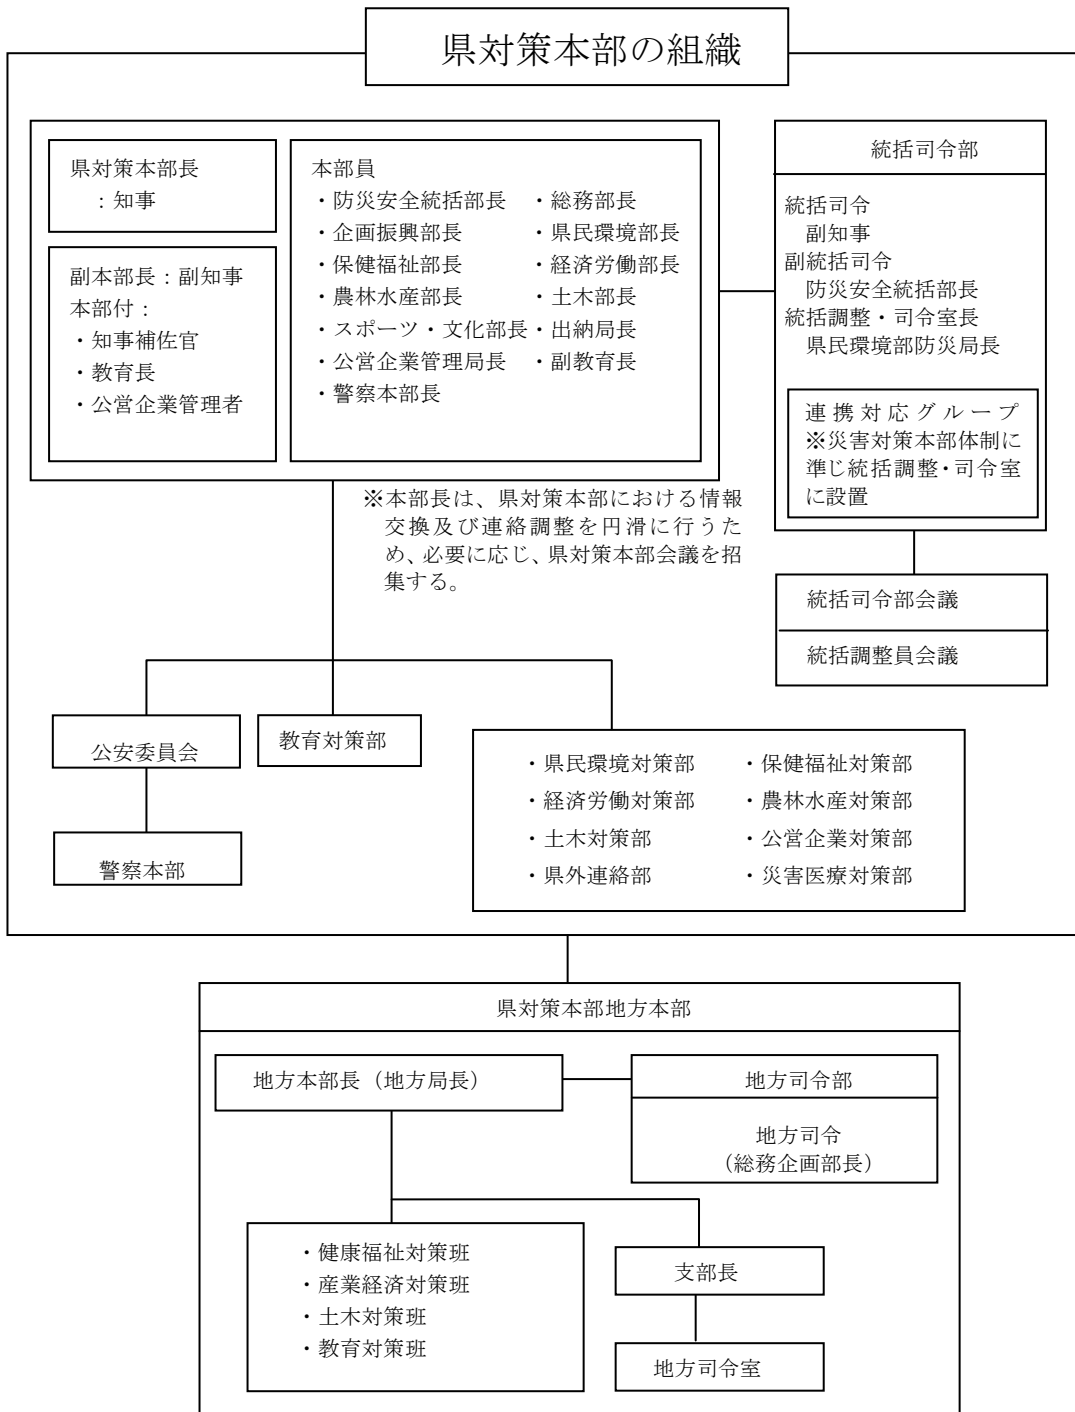 県対策本部の組織
県対策本部長
：知事
副本部長：副知事
本部付：
・知事補佐官
・教育長
・公営企業管理者
本部員
・防災安全統括部長 ・総務部長
・企画振興部長 ・県民環境部長
・保健福祉部長 ・経済労働部長
・農林水産部長 ・土木部長
・スポーツ・文化部長 ・出納局長
・公営企業管理局長 ・副教育長
・警察本部長
統括司令部
統括司令
副知事
副統括司令
防災安全統括部長
統括調整・司令室長
県民環境部防災局長
連携対応グループ
※災害対策本部体制に
準じ統括調整・司令室
に設置
※本部長は、県対策本部における情報
交換及び連絡調整を円滑に行うた
め、必要に応じ、県対策本部会議を招
集する。
統括司令部会議
統括調整員会議
公安委員会
教育対策部
警察本部
・県民環境対策部 ・保健福祉対策部
・経済労働対策部 ・農林水産対策部
・土木対策部 ・公営企業対策部
・県外連絡部 ・災害医療対策部
県対策本部地方本部
地方本部長（地方局長）
地方司令部
地方司令
（総務企画部長）
・健康福祉対策班
・産業経済対策班
・土木対策班
・教育対策班
支部長
地方司令室